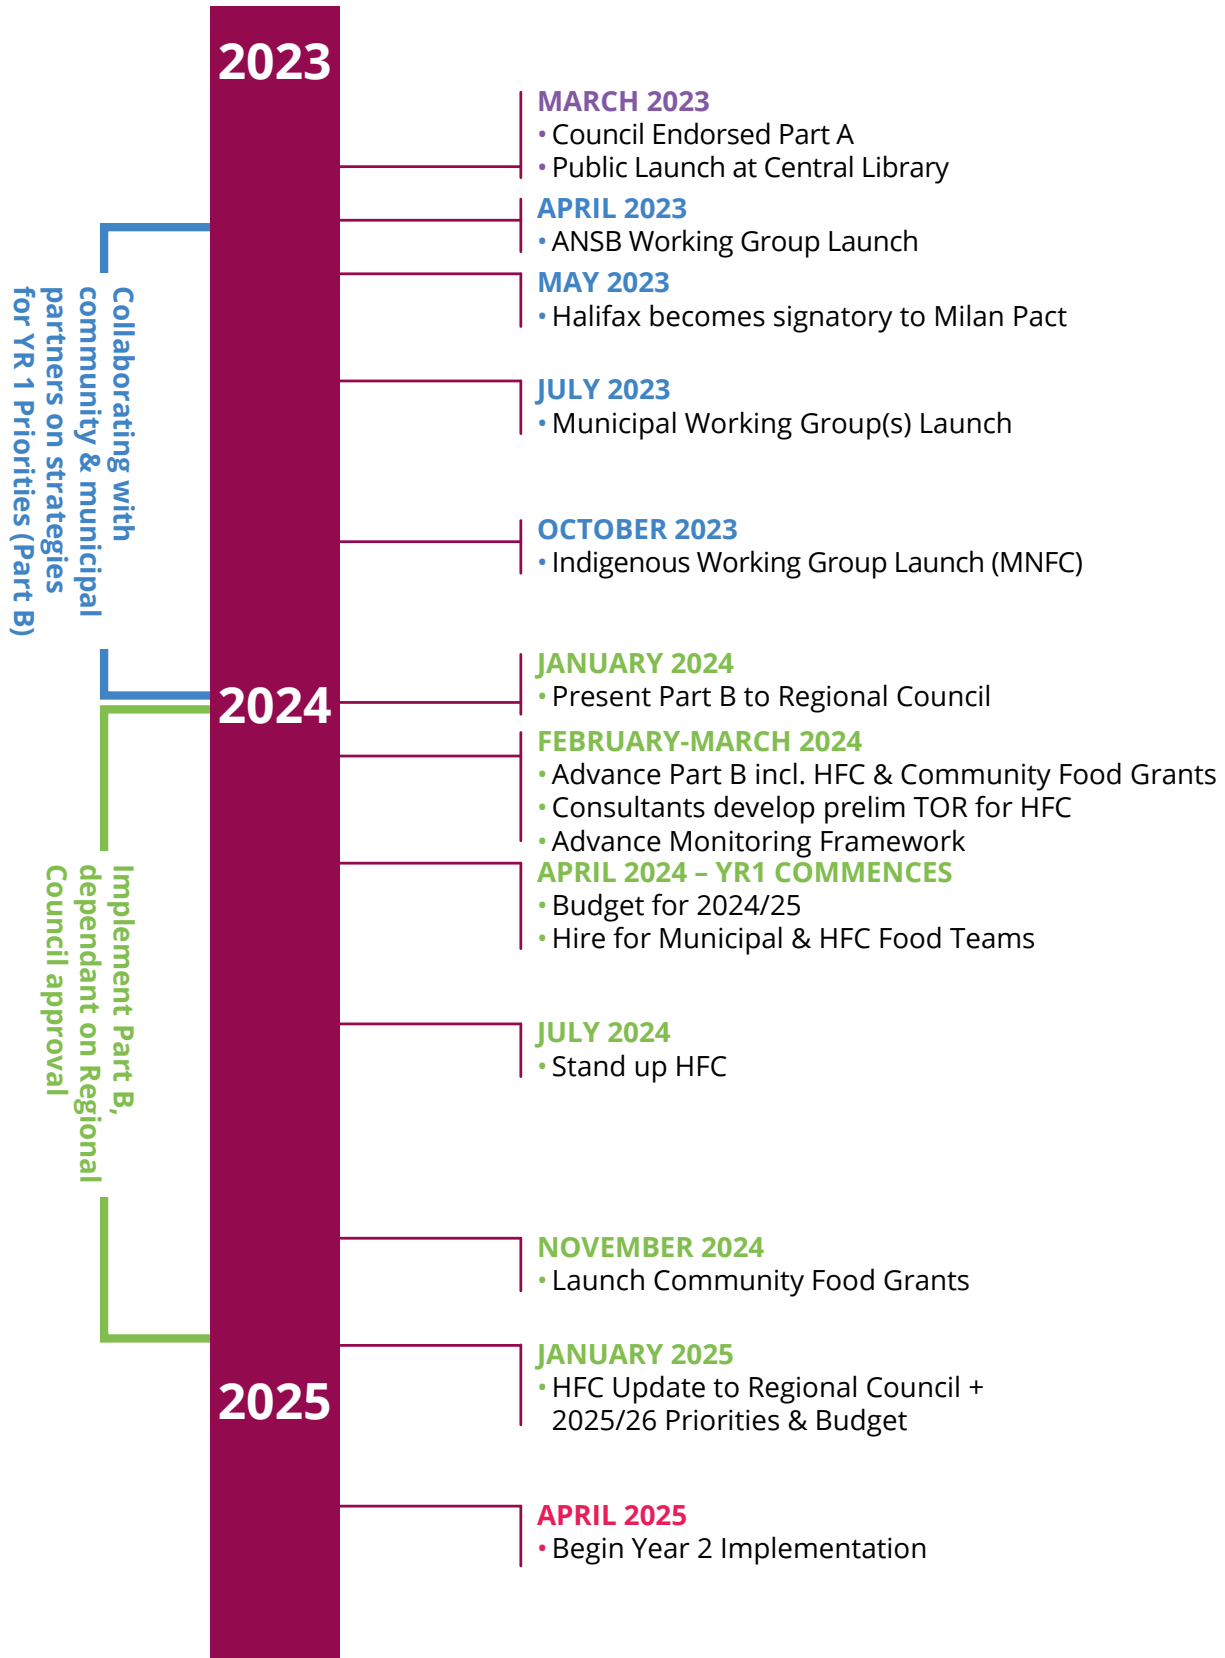 2023
MARCH 2023
• Council Endorsed Part A
• Public Launch at Central Library
APRIL 2023
• ANSB Working Group Launch
MAY 2023
• Halifax becomes signatory to Milan Pact
JULY 2023
• Municipal Working Group(s) Launch
OCTOBER 2023
• Indigenous Working Group Launch (MNFC)
Collaborating with
community & municipal
partners on strategies
for YR 1 Priorities (Part B)
2024
JANUARY 2024
• Present Part B to Regional Council
FEBRUARY-MARCH 2024
• Advance Part B incl. HFC & Community Food Grants
• Consultants develop prelim TOR for HFC
• Advance Monitoring Framework
APRIL 2024 – YR1 COMMENCES
• Budget for 2024/25
• Hire for Municipal & HFC Food Teams
JULY 2024
• Stand up HFC
NOVEMBER 2024
• Launch Community Food Grants
Implement Part B,
dependant on Regional
Council approval
2025
JANUARY 2025
• HFC Update to Regional Council +
2025/26 Priorities & Budget
APRIL 2025
• Begin Year 2 Implementation